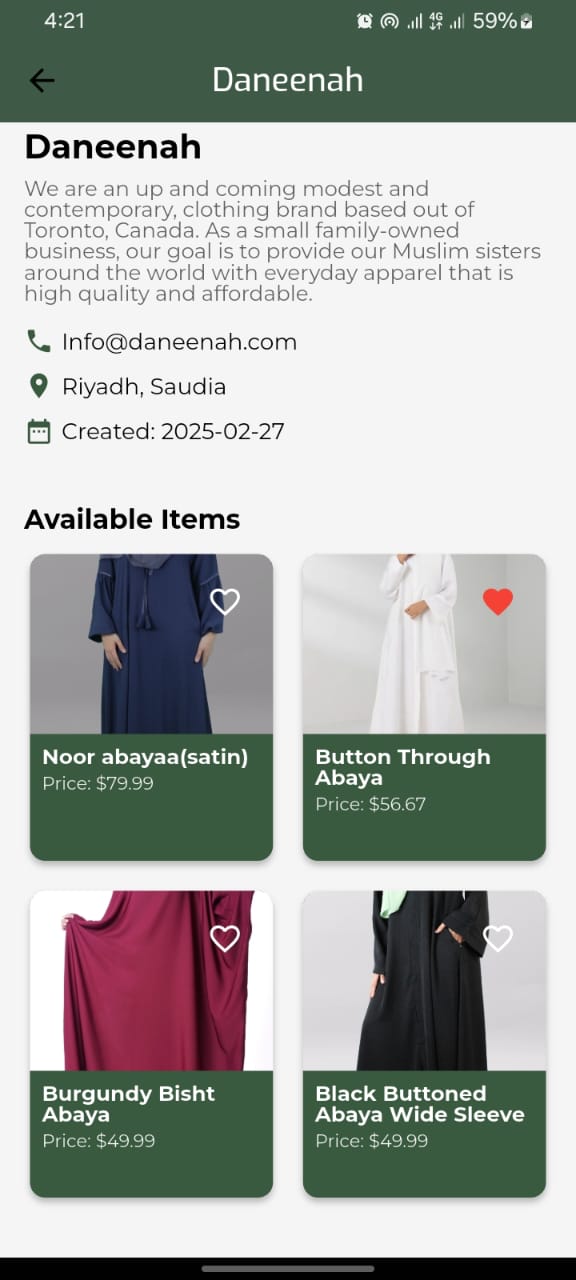 4:21
4G
59%
Daneenah
Daneenah
We are an up and coming modest and
contemporary, clothing brand based out of
Toronto, Canada. As a small family-owned
business, our goal is to provide our Muslim sisters
around the world with everyday apparel that is
high quality and affordable.
Info@daneenah.com
Riyadh, Saudia
Created: 2025-02-27
Available Items
Noor abayaa(satin)
Price: $79.99
Button Through
Abaya
Price: $56.67
Burgundy Bisht
Abaya
Price: $49.99
Black Buttoned
Abaya Wide Sleeve
Price: $49.99